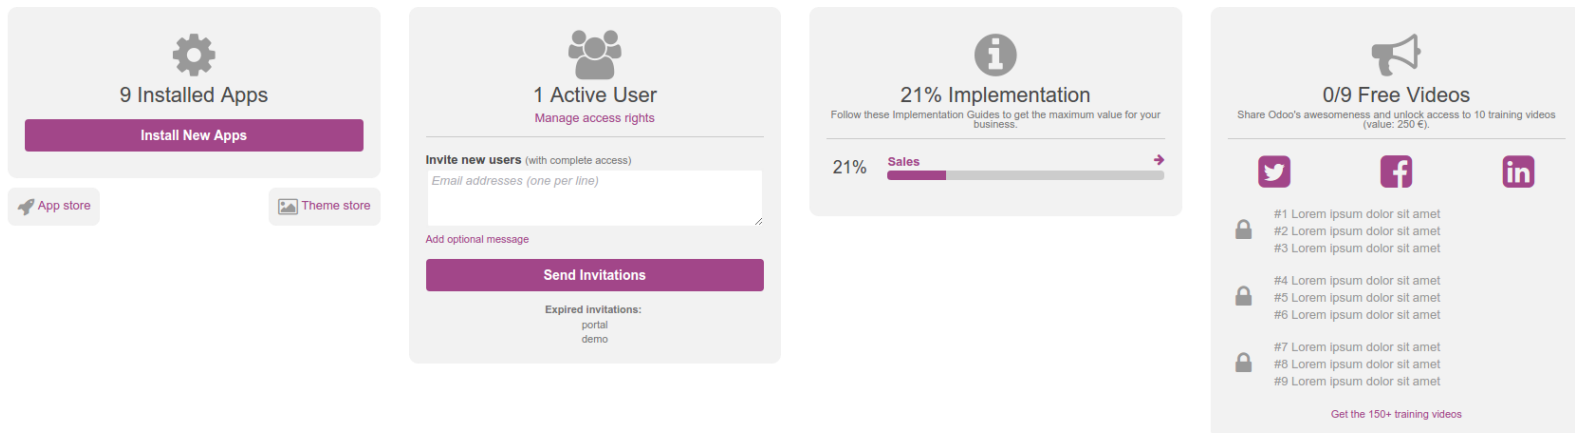 9 Installed Apps
Install New Apps
App store
Theme store
1 Active User
Manage access rights
Invite new users (with complete access)
Email addresses (one per line)
Add optional message
Send Invitations
Expired invitations:
portal
demo
21% Implementation
Follow these Implementation Guides to get the maximum value for your
business.
21%
Sales
0/9 Free Videos
Share Odoo's awesomeness and unlock access to 10 training videos
(value: 250 €).
#1 Lorem ipsum dolor sit amet
#2 Lorem ipsum dolor sit amet
#3 Lorem ipsum dolor sit amet
#4 Lorem ipsum dolor sit amet
#5 Lorem ipsum dolor sit amet
#6 Lorem ipsum dolor sit amet
#7 Lorem ipsum dolor sit amet
#8 Lorem ipsum dolor sit amet
#9 Lorem ipsum dolor sit amet
Get the 150+ training videos